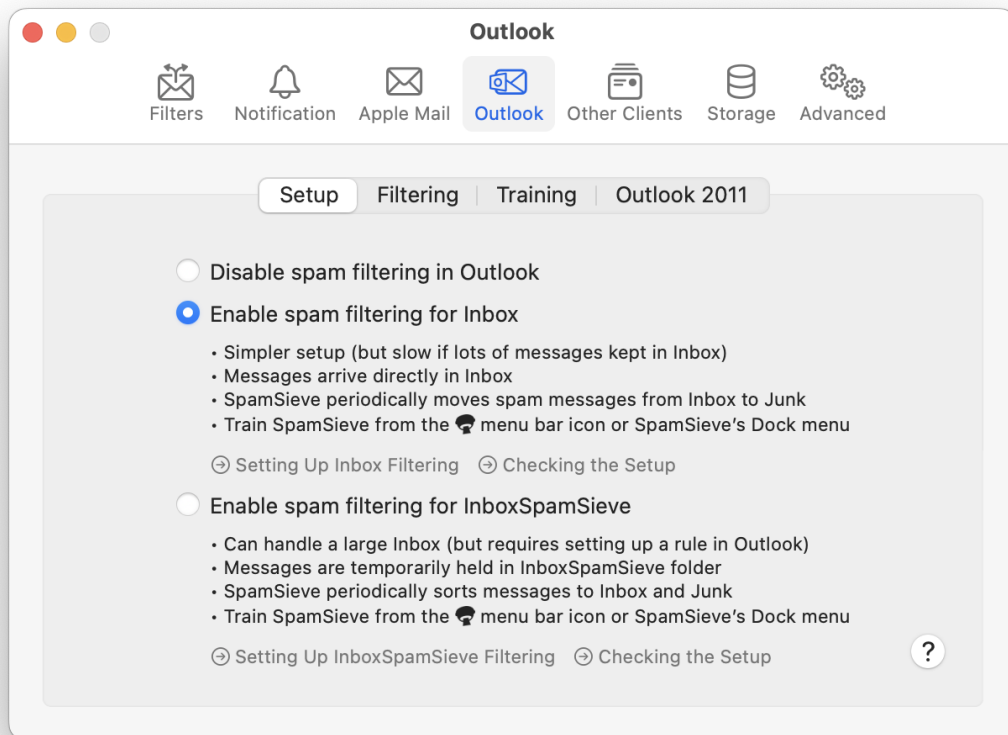 Outlook
Filters Notification Apple Mail Outlook Other Clients Storage Advanced
Setup Filtering Training Outlook 2011
Disable spam filtering in Outlook
Enable spam filtering for Inbox
• Simpler setup (but slow if lots of messages kept in Inbox)
• Messages arrive directly in Inbox
• SpamSieve periodically moves spam messages from Inbox to Junk
• Train SpamSieve from the menu bar icon or SpamSieve’s Dock menu
Setting Up Inbox Filtering Checking the Setup
Enable spam filtering for InboxSpamSieve
• Can handle a large Inbox (but requires setting up a rule in Outlook)
• Messages are temporarily held in InboxSpamSieve folder
• SpamSieve periodically sorts messages to Inbox and Junk
• Train SpamSieve from the menu bar icon or SpamSieve’s Dock menu
Setting Up InboxSpamSieve Filtering Checking the Setup
?